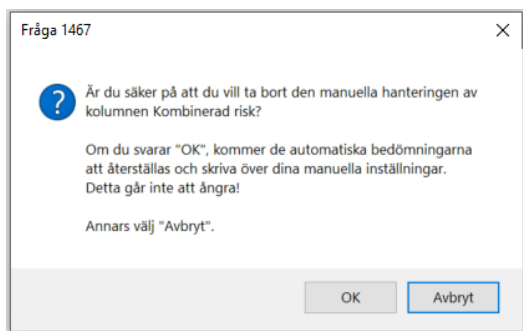 Fråga 1467
Är du säker på att du vill ta bort den manuella hanteringen av
kolumnen Kombinerad risk?
Om du svarar "OK", kommer de automatiska bedömningarna
att återställas och skriva över dina manuella inställningar.
Detta går inte att ångra!
Annars välj "Avbryt".
OK
Avbryt